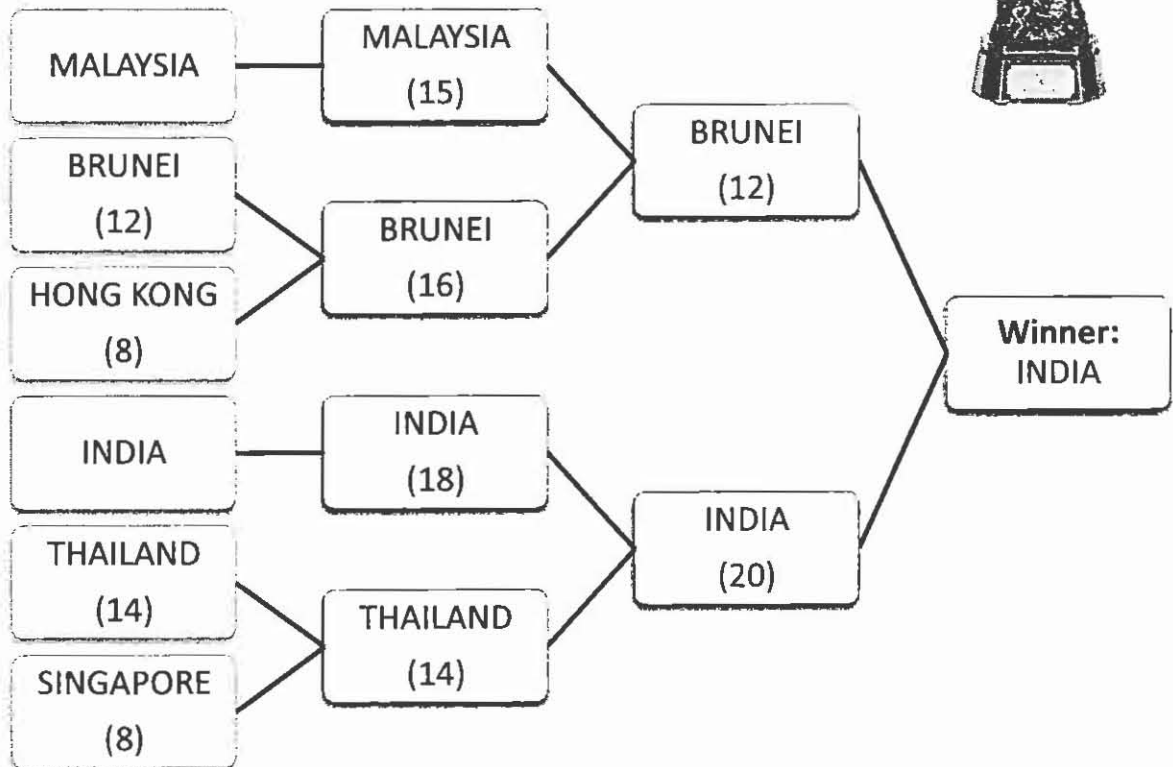 MALAYSIA
BRUNEI
(12)
HONG KONG
(8)
INDIA
THAILAND
(14)
SINGAPORE
(8)
MALAYSIA
(15)
BRUNEI
(16)
INDIA
(18)
THAILAND
(14)
BRUNEI
(12)
INDIA
(20)
Winner:
INDIA